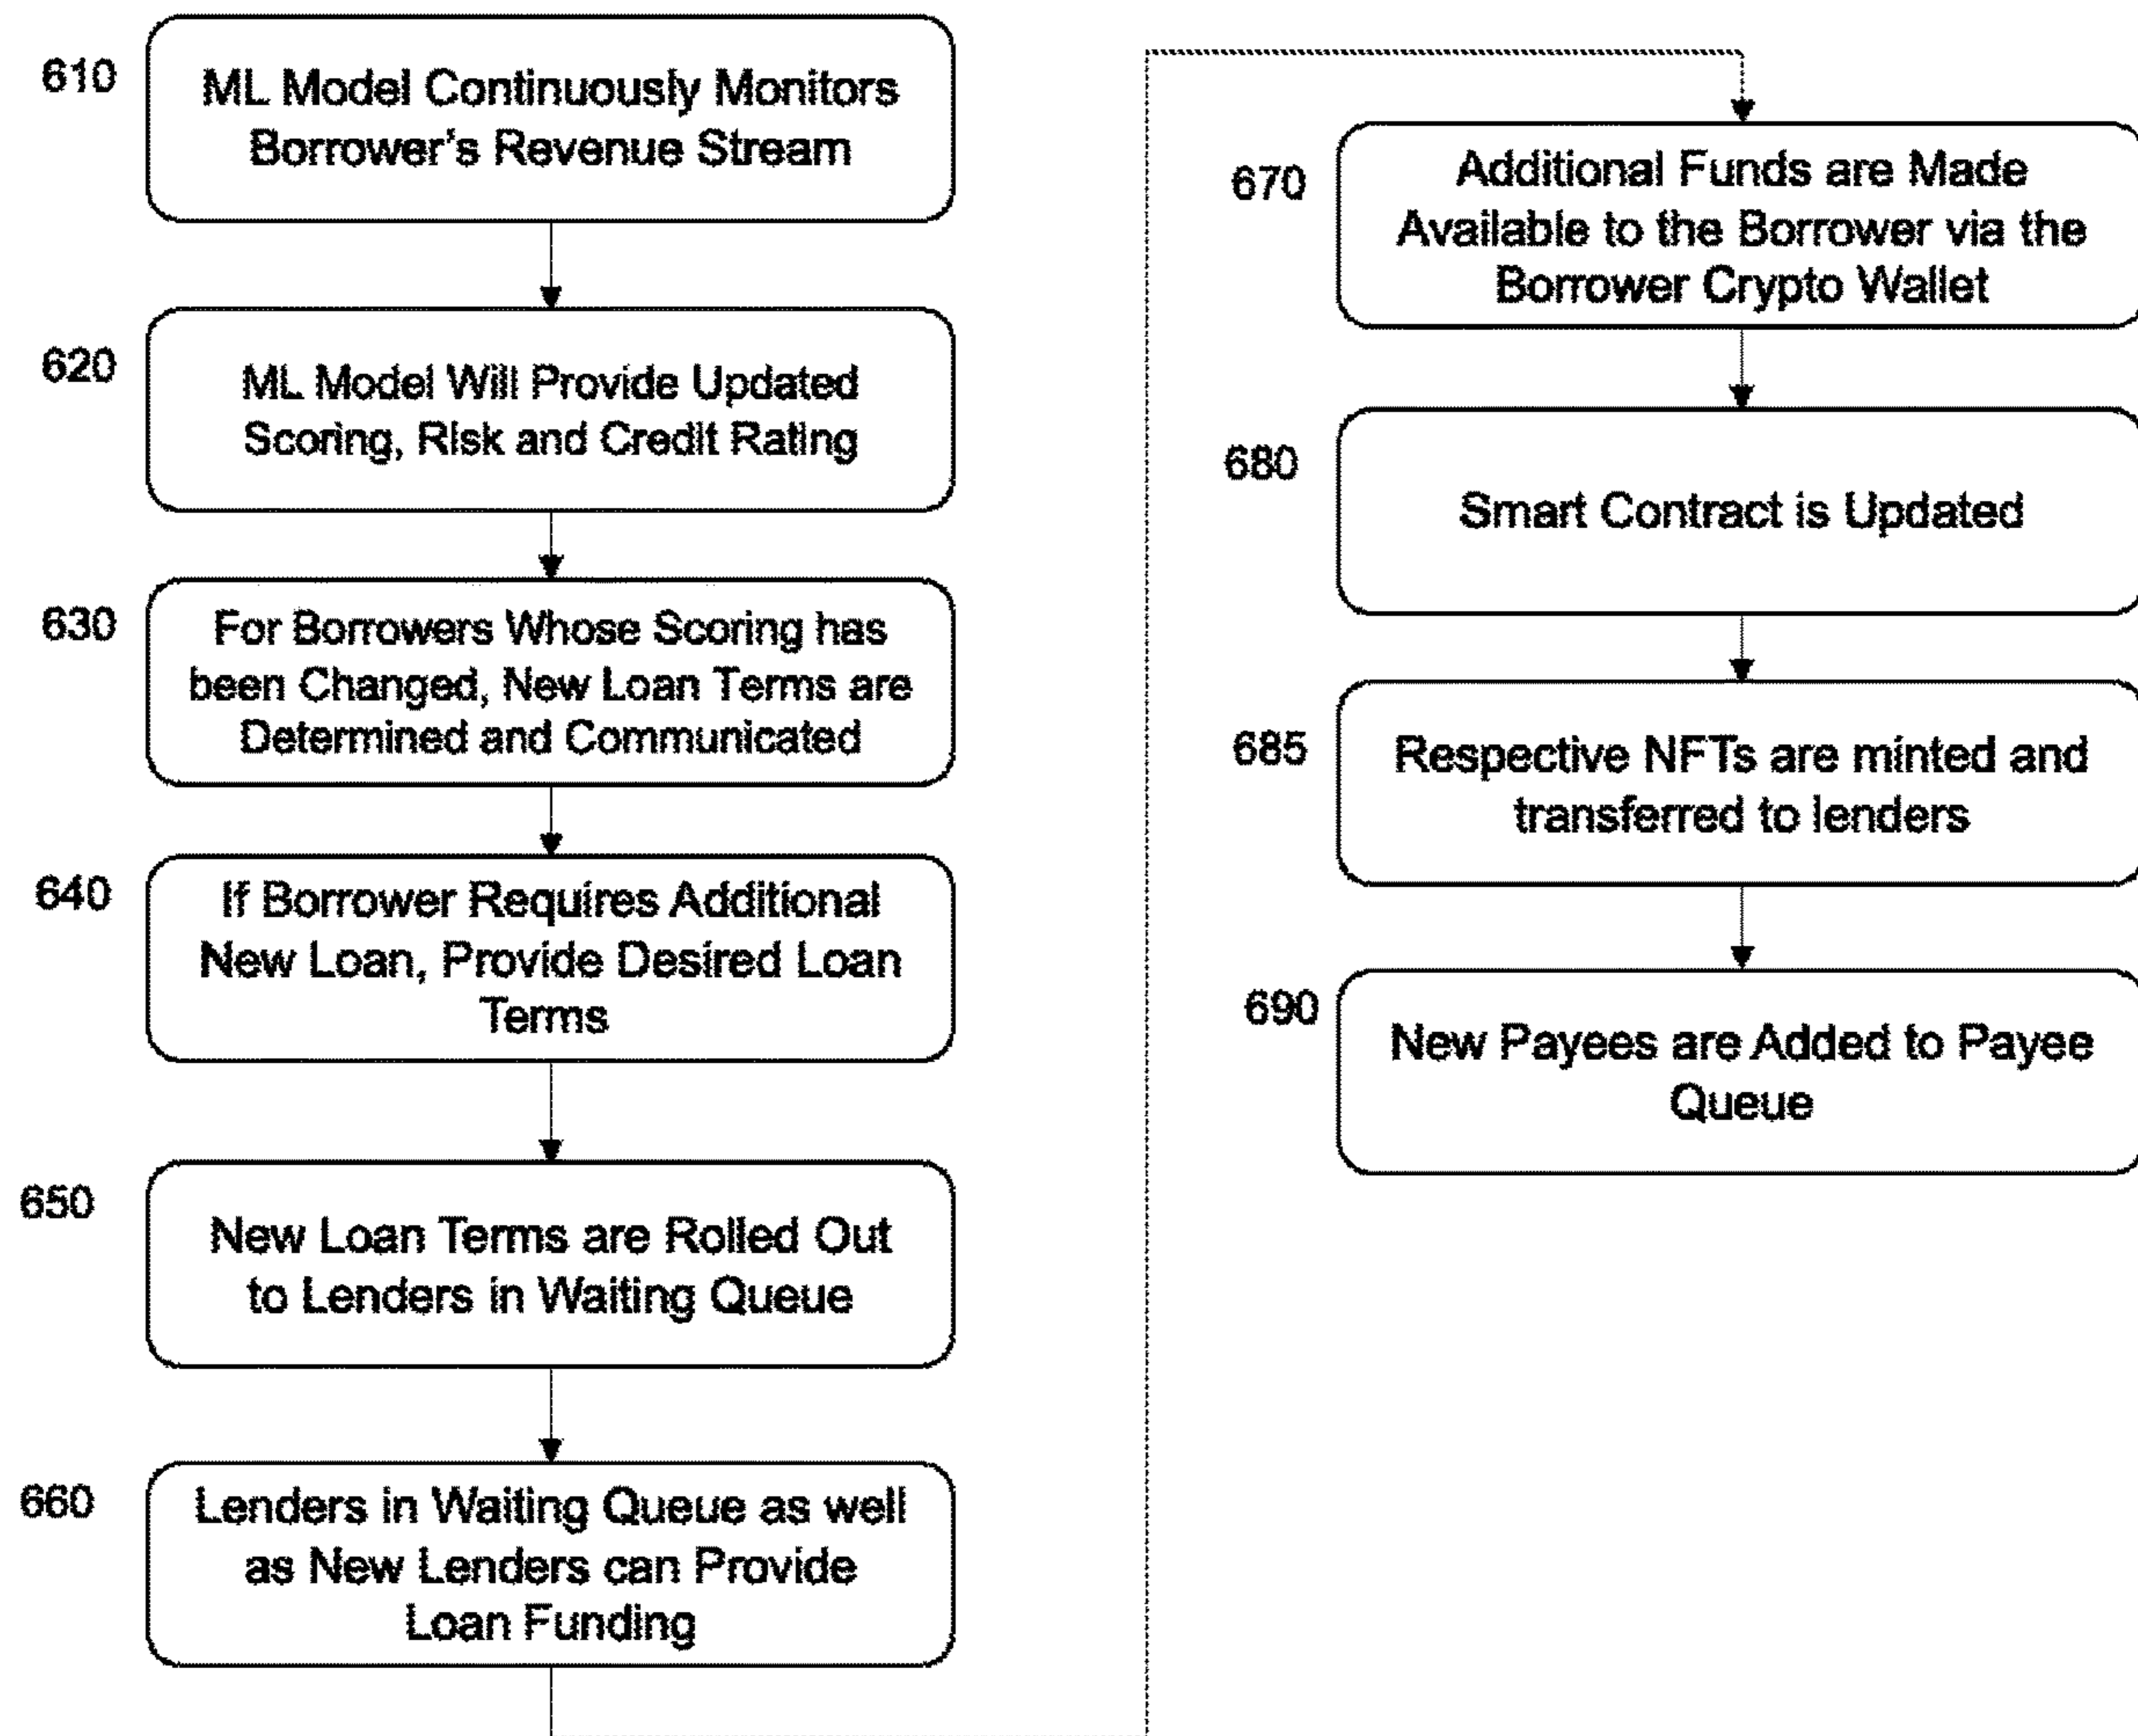 610
ML Model Continuously Monitors
Borrower's Revenue Stream
620
ML Model Will Provide Updated
Scoring, Risk and Credit Rating
630
For Borrowers Whose Scoring has
been Changed, New Loan Terms are
Determined and Communicated
640
If Borrower Requires Additional
New Loan, Provide Desired Loan
Terms
650
New Loan Terms are Rolled Out
to Lenders in Waiting Queue
660
Lenders in Waiting Queue as well
as New Lenders can Provide
Loan Funding
670
Additional Funds are Made
Available to the Borrower via the
Borrower Crypto Wallet
680
Smart Contract is Updated
685
Respective NFTs are minted and
transferred to lenders
690
New Payees are Added to Payee
Queue